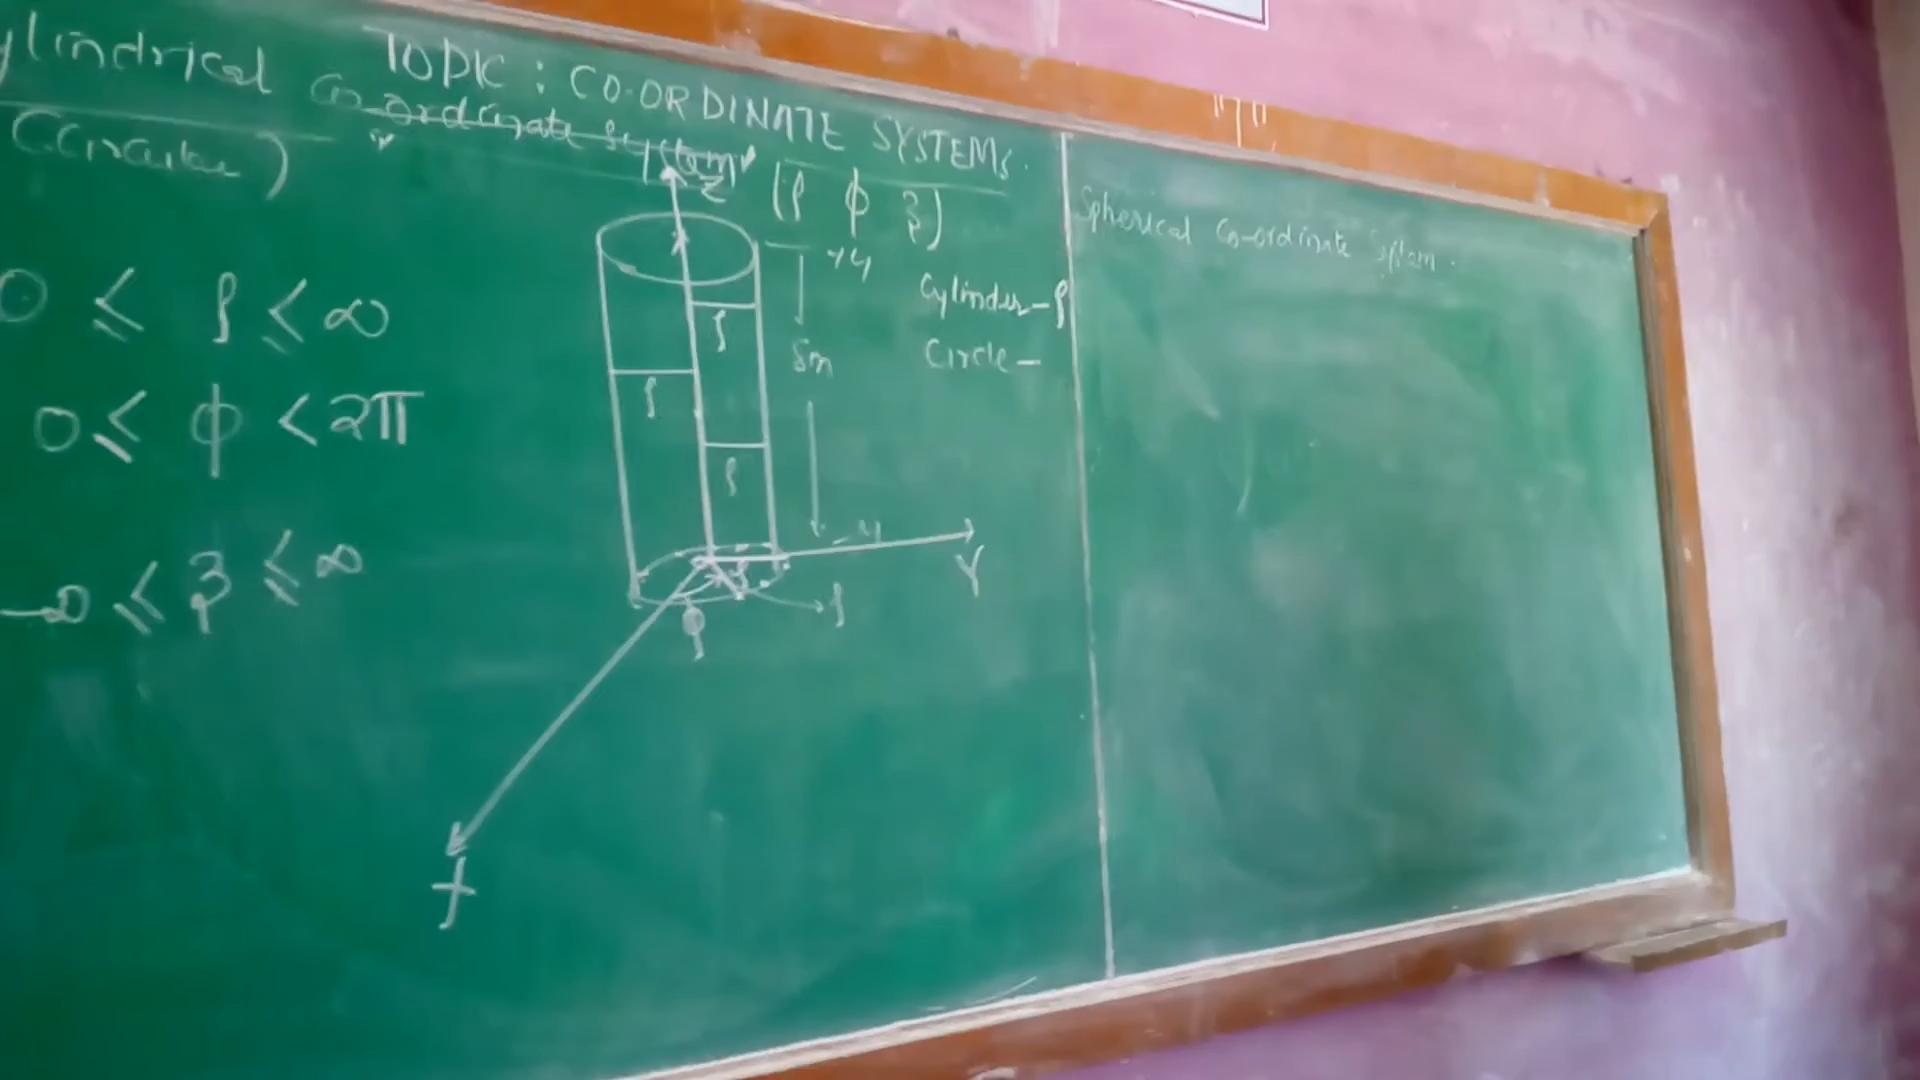 TOPIC : CO-ORDINATE SYSTEMS.
ylindrical Co-ordinate System
(Circular)
(ρ φ z)
z
0 ≤ ρ < ∞
0 ≤ φ < 2π
-∞ ≤ z ≤ ∞
ρ
ρ
ρ
5m
Y
ρ
φ
Cylinder - ρ
Circle -
Spherical Co-ordinate System.